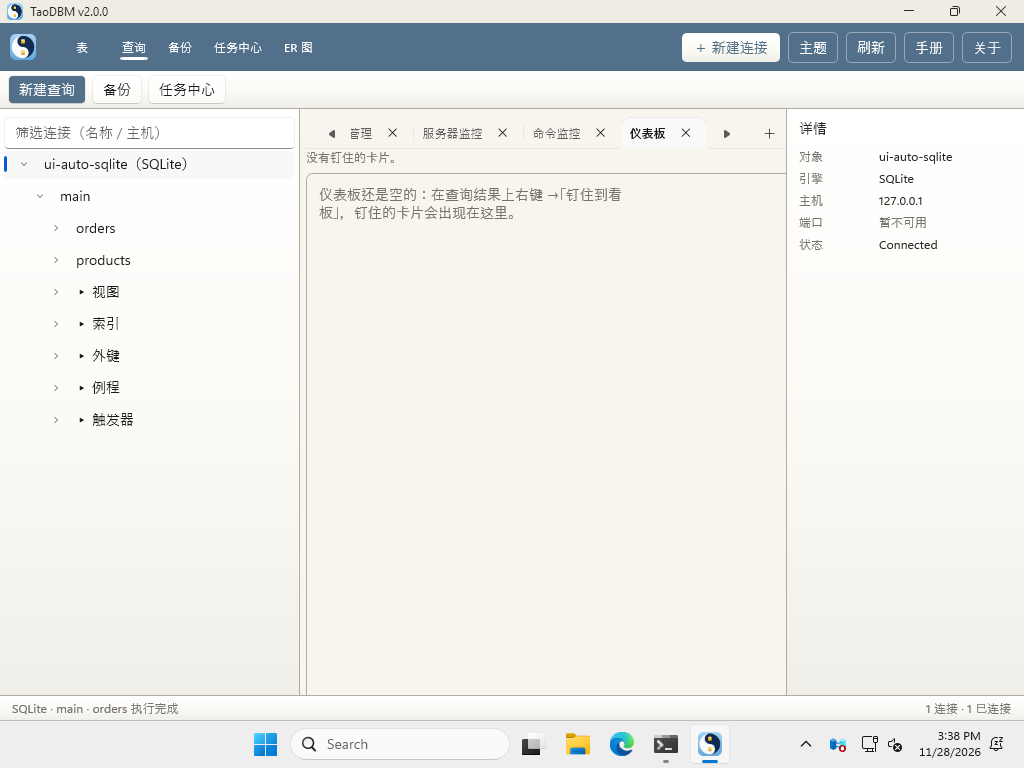 TaoDBM v2.0.0
表
查询
备份
任务中心
ER 图
+ 新建连接
主题
刷新
手册
关于
新建查询
备份
任务中心
筛选连接（名称 / 主机）
ui-auto-sqlite（SQLite）
main
orders
products
视图
索引
外键
例程
触发器
管理
服务器监控
命令监控
仪表板
没有钉住的卡片。
仪表板还是空的：在查询结果上右键 →「钉住到看
板」，钉住的卡片会出现在这里。
详情
对象 ui-auto-sqlite
引擎 SQLite
主机 127.0.0.1
端口 暂不可用
状态 Connected
SQLite · main · orders 执行完成
1 连接 · 1 已连接
Search
3:38 PM
11/28/2026